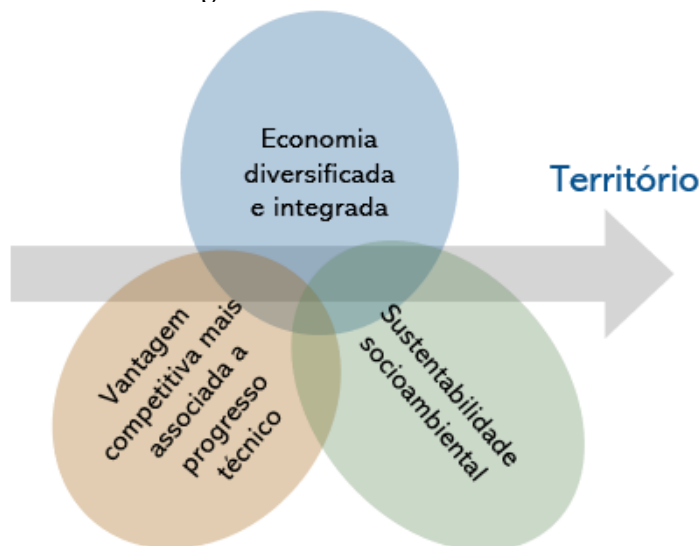 Economia
diversificada
e integrada
Território
Vantagem
competitiva mais
associada a
progresso
técnico
Sustentabilidade
socioambiental